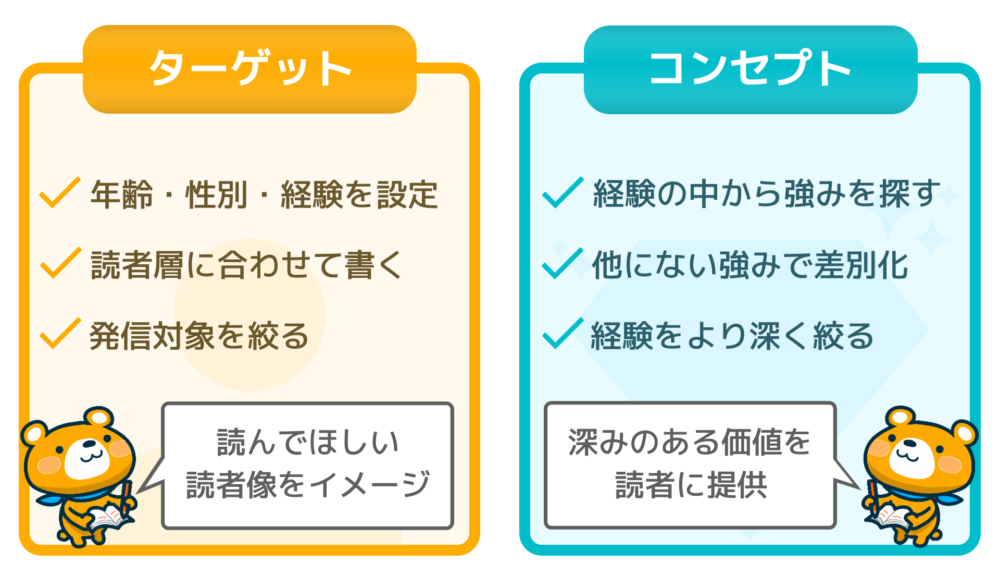 ターゲット
年齢・性別・経験を設定
読者層に合わせて書く
発信対象を絞る
読んでほしい
読者像をイメージ
コンセプト
経験の中から強みを探す
他にない強みで差別化
経験をより深く絞る
深みのある価値を
読者に提供